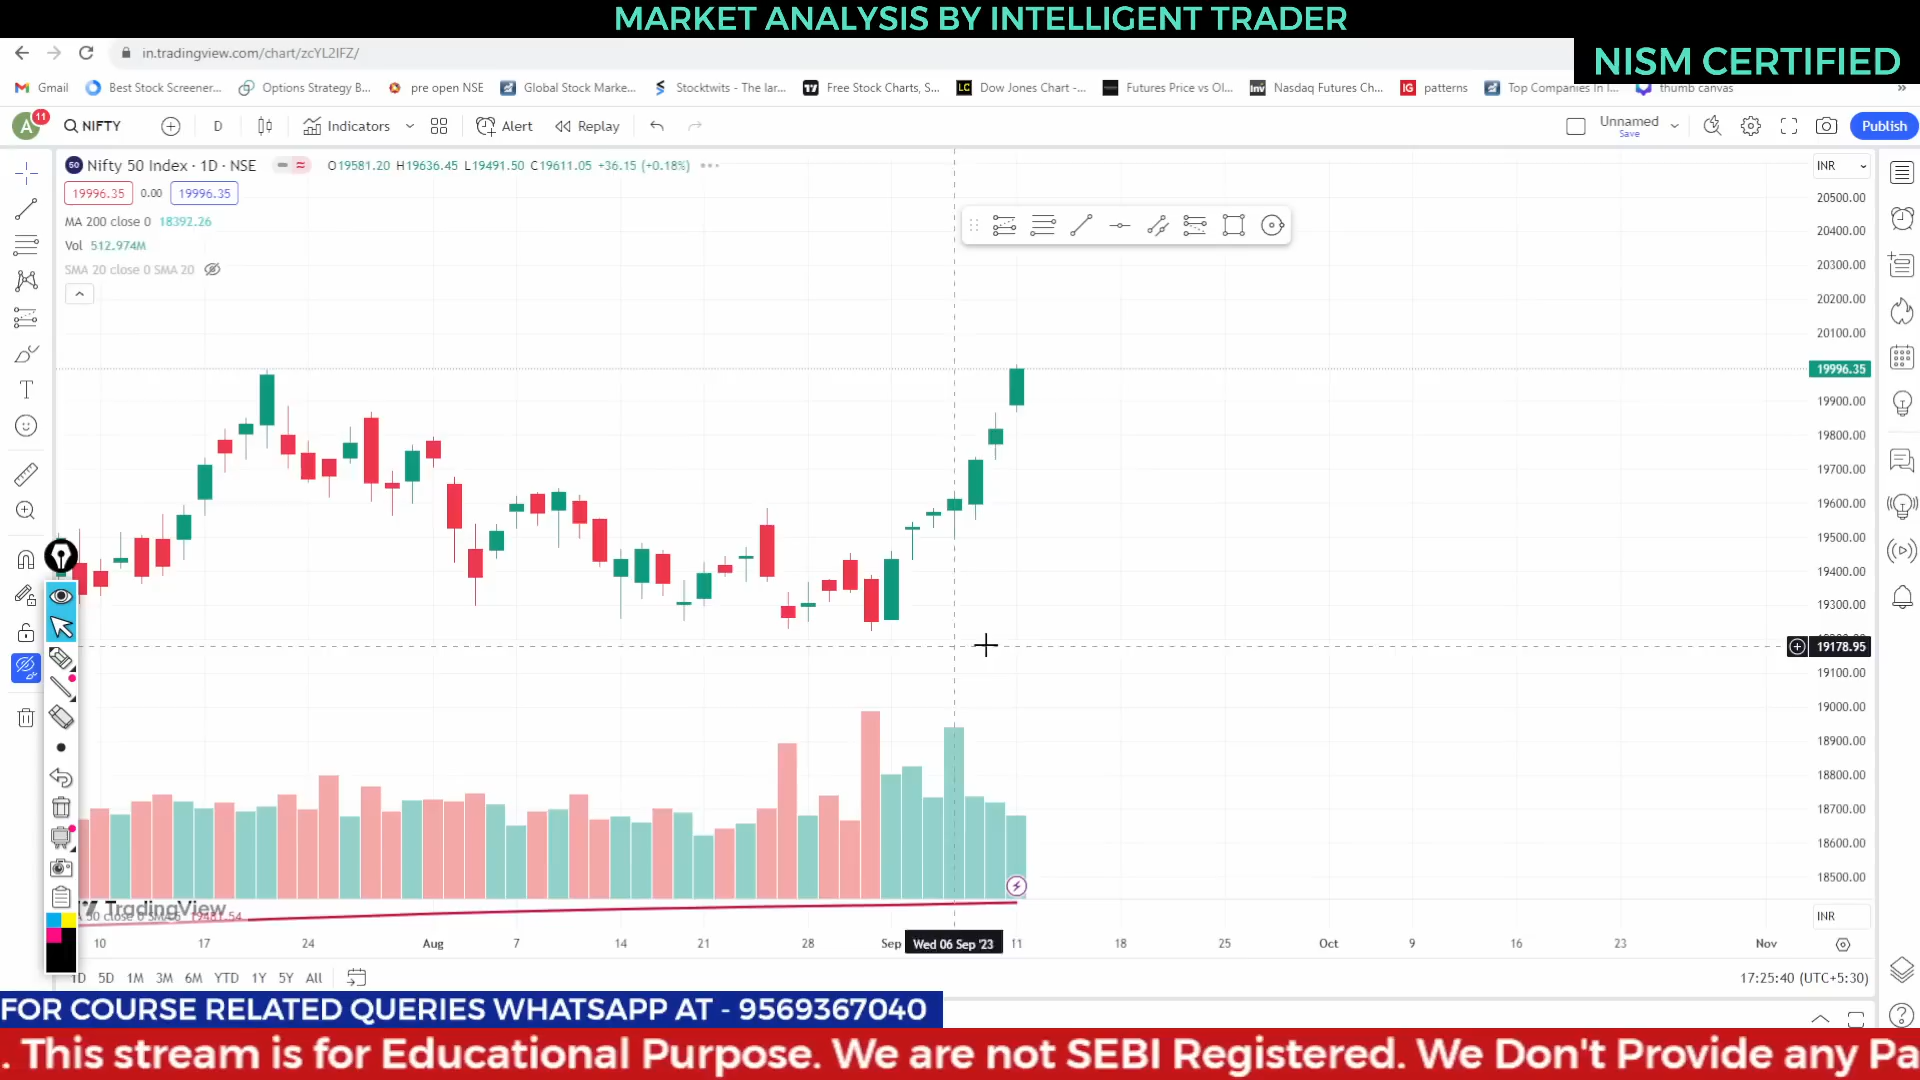 MARKET ANALYSIS BY INTELLIGENT TRADER
in.tradingview.com/chart/zcYL2IFZ/
NISM CERTIFIED
Gmail Best Stock Screener... Options Strategy B... pre open NSE Global Stock Marke... Stocktwits - The lar... Free Stock Charts, S... Dow Jones Chart -... Futures Price vs OI... Nasdaq Futures Ch... patterns Top Companies In I... thumb canvas
A 11 NIFTY D Indicators Alert Replay Unnamed Save Publish
50 Nifty 50 Index · 1D · NSE O19581.20 H19636.45 L19491.50 C19611.05 +36.15 (+0.18%) INR
19996.35 0.00 19996.35
MA 200 close 0 18392.26
Vol 512.974M
SMA 20 close 0 SMA 20
20500.00
20400.00
20300.00
20200.00
20100.00
19996.35
19900.00
19800.00
19700.00
19600.00
19500.00
19400.00
19300.00
19178.95
19100.00
19000.00
18900.00
18800.00
18700.00
18600.00
18500.00
TradingView
50 close 0 19481.54
INR
10 17 24 Aug 7 14 21 28 Sep Wed 06 Sep '23 11 18 25 Oct 9 16 23 Nov
1D 5D 1M 3M 6M YTD 1Y 5Y All 17:25:40 (UTC+5:30)
FOR COURSE RELATED QUERIES WHATSAPP AT - 9569367040
. This stream is for Educational Purpose. We are not SEBI Registered. We Don't Provide any Pa